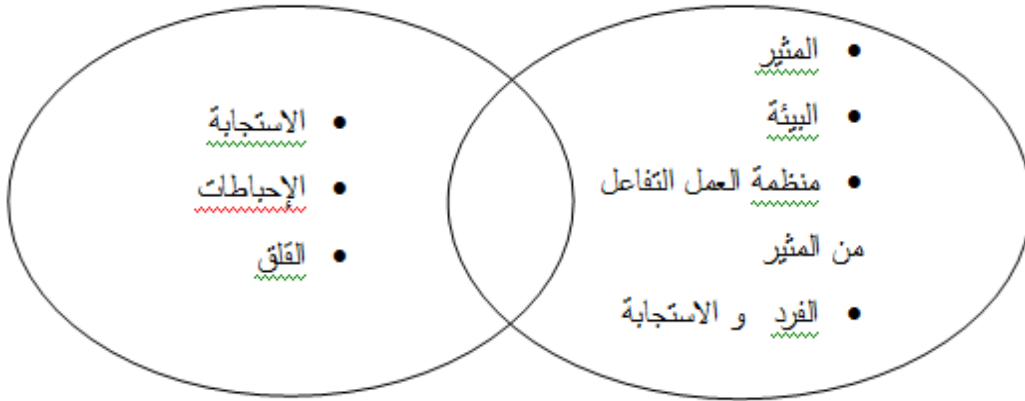 • المثير
• البيئة
• منظمة العمل التفاعل
من المثير
• الفرد و الاستجابة
• الاستجابة
• الإحباطات
• القلق